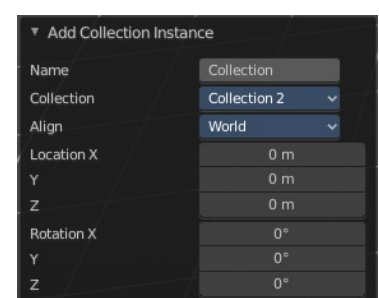 Add Collection Instance
Name Collection
Collection Collection 2
Align World
Location X 0 m
Y 0 m
Z 0 m
Rotation X 0°
Y 0°
Z 0°